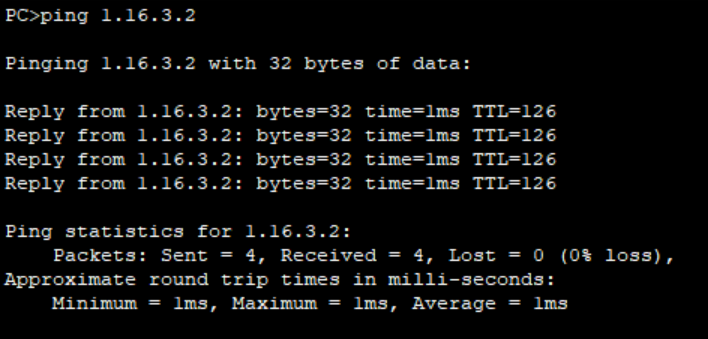 PC>ping 1.16.3.2
Pinging 1.16.3.2 with 32 bytes of data:
Reply from 1.16.3.2: bytes=32 time=1ms TTL=126
Reply from 1.16.3.2: bytes=32 time=1ms TTL=126
Reply from 1.16.3.2: bytes=32 time=1ms TTL=126
Reply from 1.16.3.2: bytes=32 time=1ms TTL=126
Ping statistics for 1.16.3.2:
    Packets: Sent = 4, Received = 4, Lost = 0 (0% loss),
Approximate round trip times in milli-seconds:
    Minimum = 1ms, Maximum = 1ms, Average = 1ms